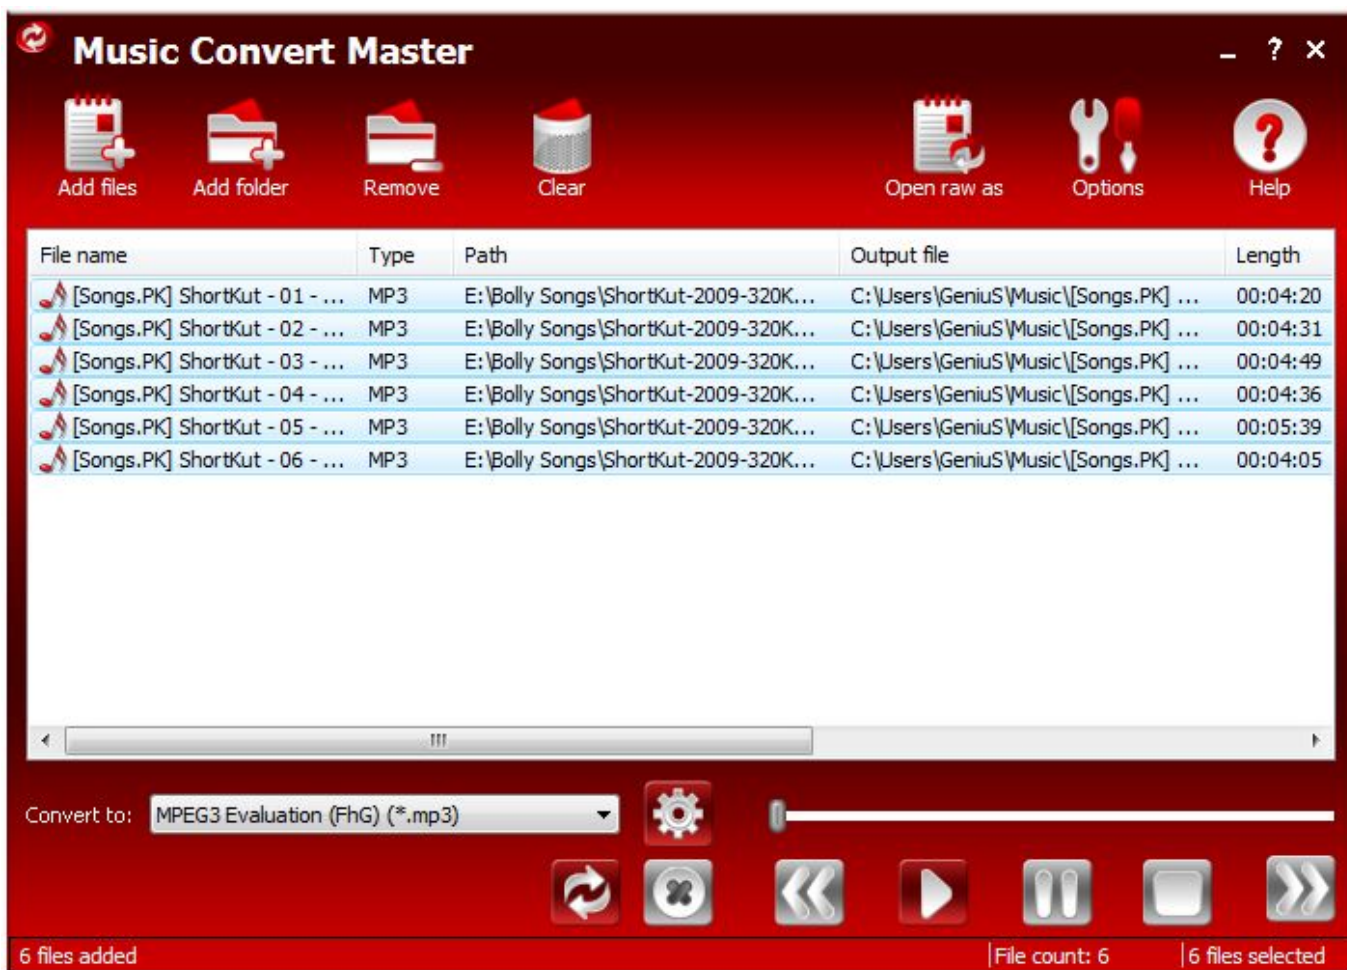 Music Convert Master
Add files Add folder Remove Clear Open raw as Options Help
File name Type Path Output file Length
[Songs.PK] ShortKut - 01 - ... MP3 E:\Bolly Songs\ShortKut-2009-320K... C:\Users\GeniuS\Music\[Songs.PK] ... 00:04:20
[Songs.PK] ShortKut - 02 - ... MP3 E:\Bolly Songs\ShortKut-2009-320K... C:\Users\GeniuS\Music\[Songs.PK] ... 00:04:31
[Songs.PK] ShortKut - 03 - ... MP3 E:\Bolly Songs\ShortKut-2009-320K... C:\Users\GeniuS\Music\[Songs.PK] ... 00:04:49
[Songs.PK] ShortKut - 04 - ... MP3 E:\Bolly Songs\ShortKut-2009-320K... C:\Users\GeniuS\Music\[Songs.PK] ... 00:04:36
[Songs.PK] ShortKut - 05 - ... MP3 E:\Bolly Songs\ShortKut-2009-320K... C:\Users\GeniuS\Music\[Songs.PK] ... 00:05:39
[Songs.PK] ShortKut - 06 - ... MP3 E:\Bolly Songs\ShortKut-2009-320K... C:\Users\GeniuS\Music\[Songs.PK] ... 00:04:05
Convert to: MPEG3 Evaluation (FhG) (*.mp3)
6 files added File count: 6 6 files selected